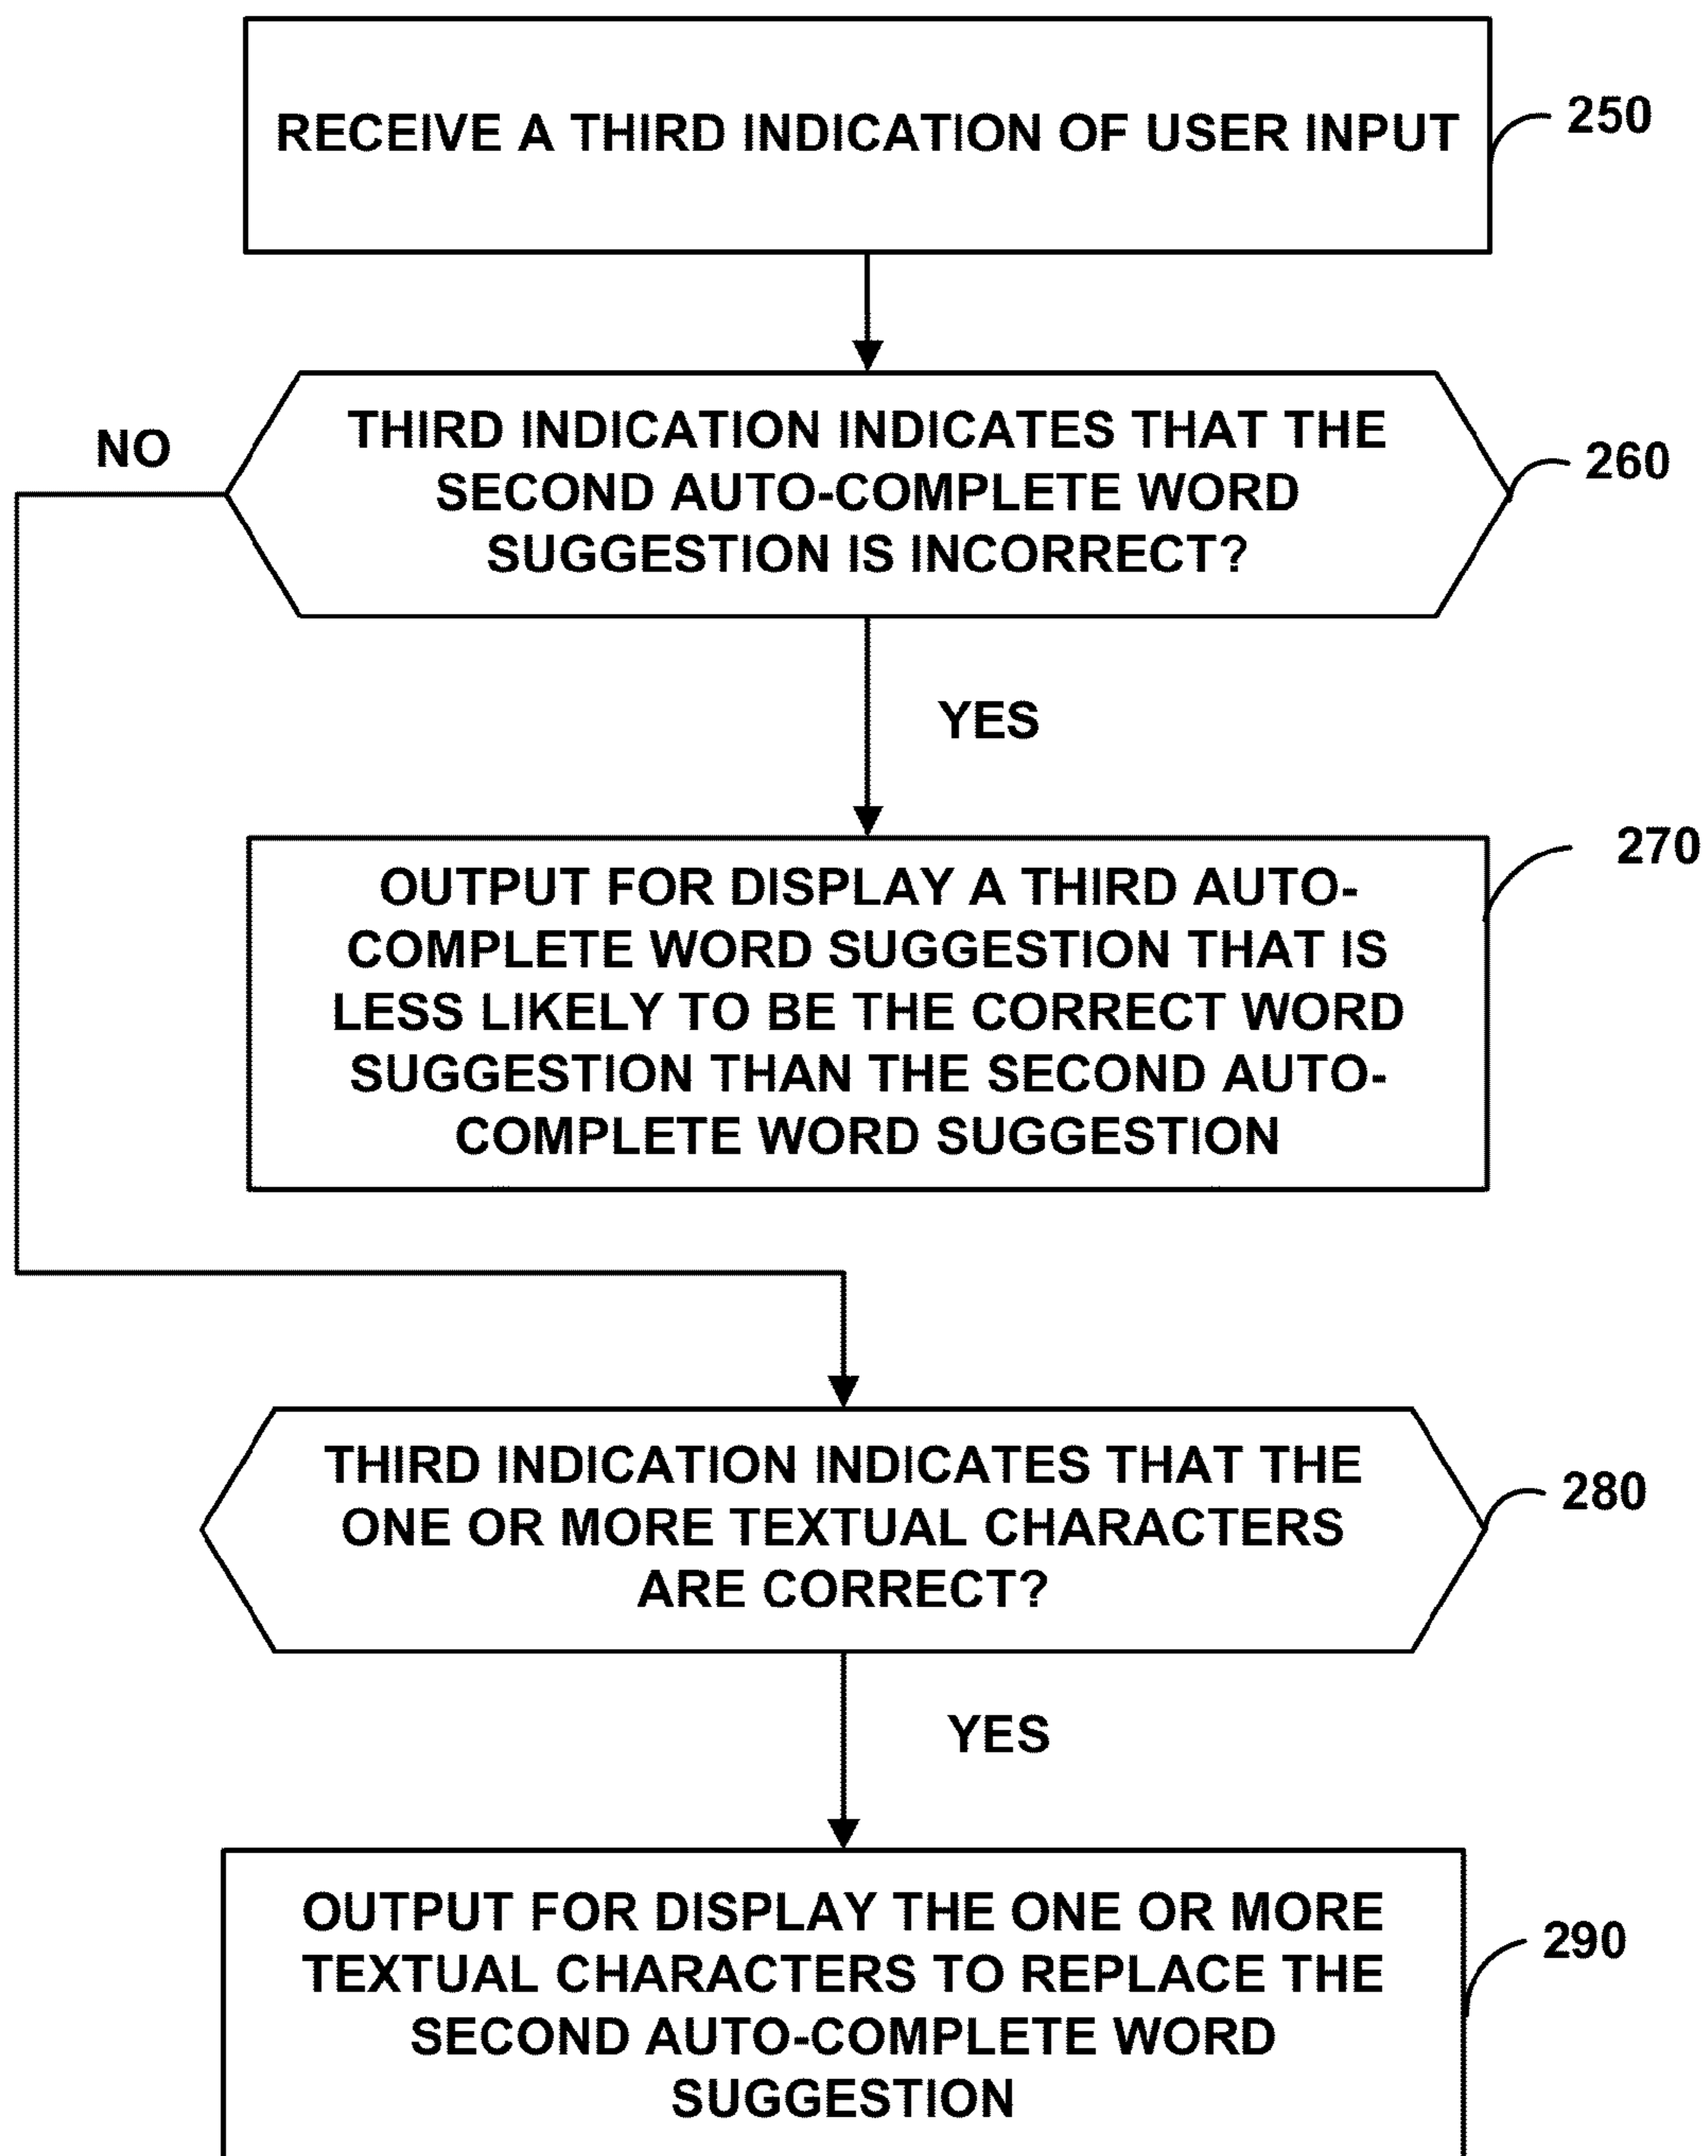 RECEIVE A THIRD INDICATION OF USER INPUT
250
THIRD INDICATION INDICATES THAT THE
SECOND AUTO-COMPLETE WORD
SUGGESTION IS INCORRECT?
NO
260
YES
OUTPUT FOR DISPLAY A THIRD AUTO-
COMPLETE WORD SUGGESTION THAT IS
LESS LIKELY TO BE THE CORRECT WORD
SUGGESTION THAN THE SECOND AUTO-
COMPLETE WORD SUGGESTION
270
THIRD INDICATION INDICATES THAT THE
ONE OR MORE TEXTUAL CHARACTERS
ARE CORRECT?
280
YES
OUTPUT FOR DISPLAY THE ONE OR MORE
TEXTUAL CHARACTERS TO REPLACE THE
SECOND AUTO-COMPLETE WORD
SUGGESTION
290